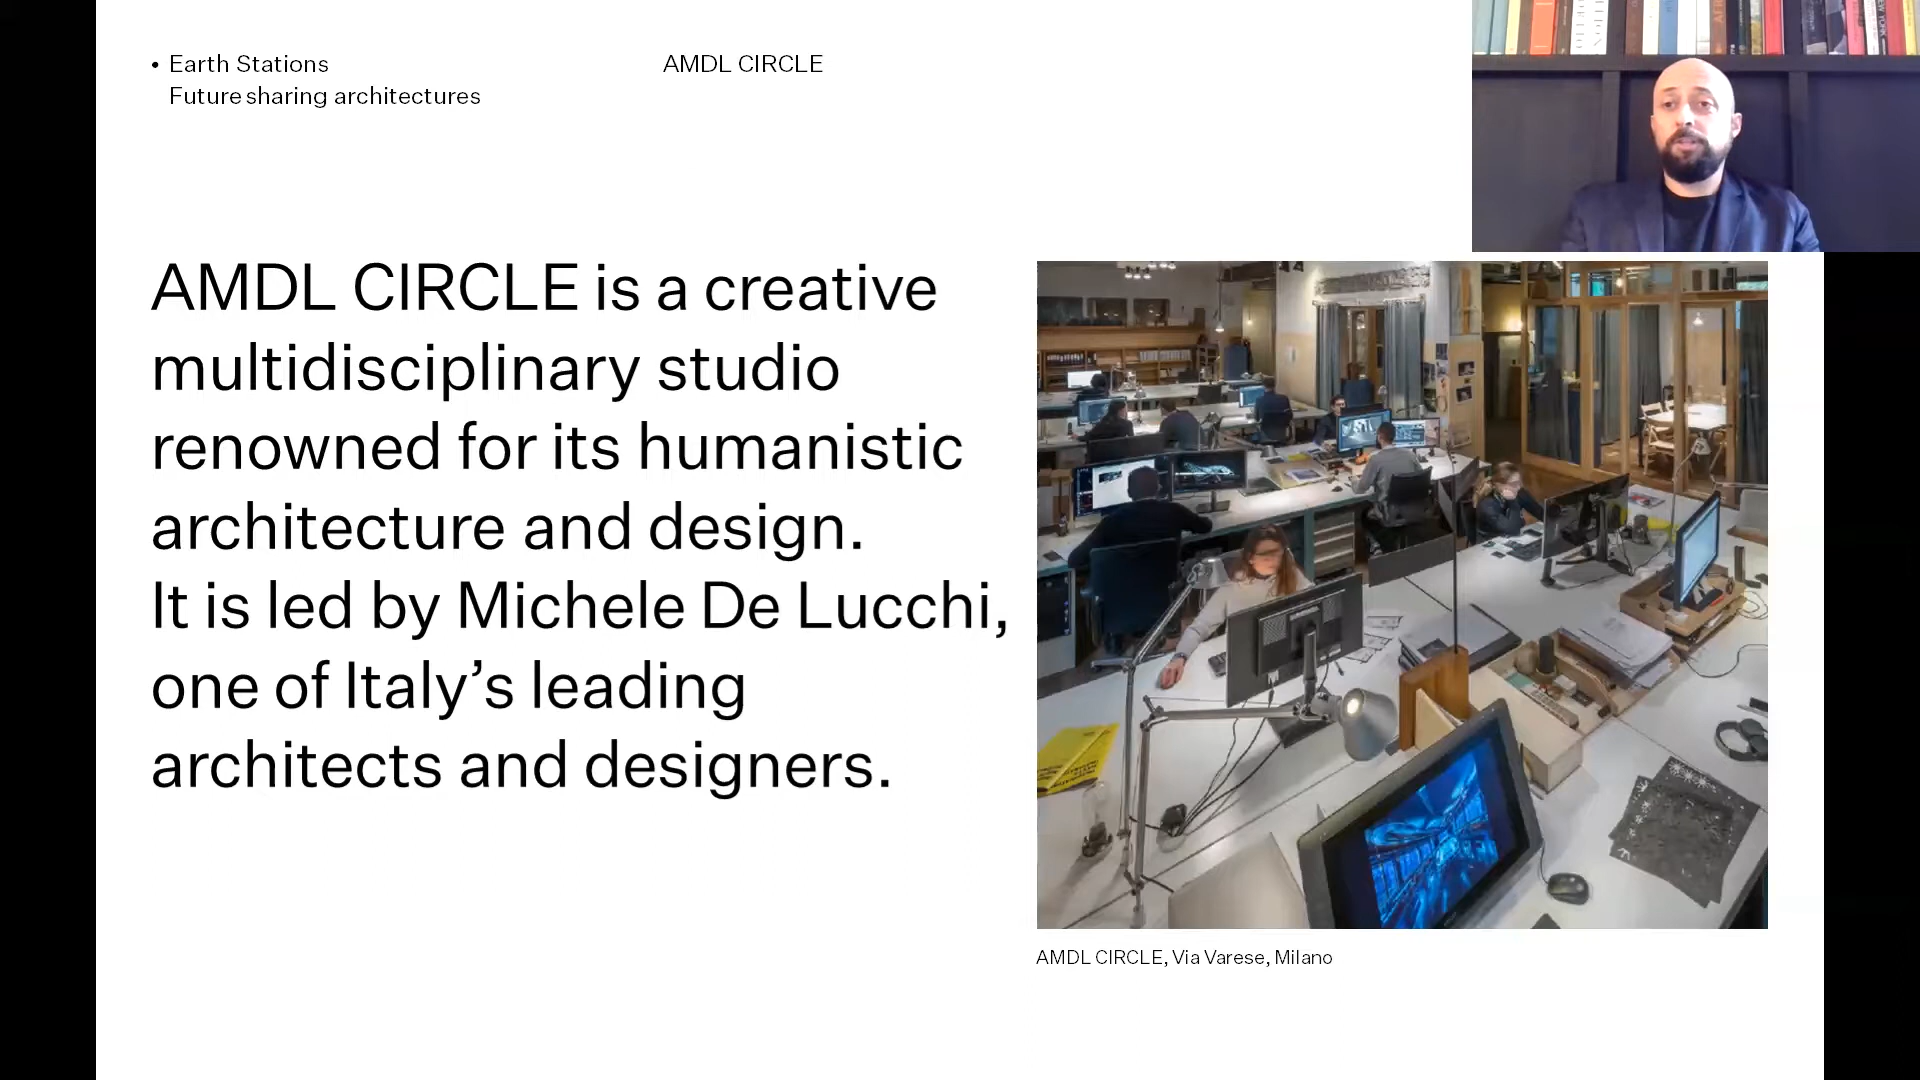 • Earth Stations
Future sharing architectures
AMDL CIRCLE
AMDL CIRCLE is a creative
multidisciplinary studio
renowned for its humanistic
architecture and design.
It is led by Michele De Lucchi,
one of Italy’s leading
architects and designers.
AMDL CIRCLE, Via Varese, Milano